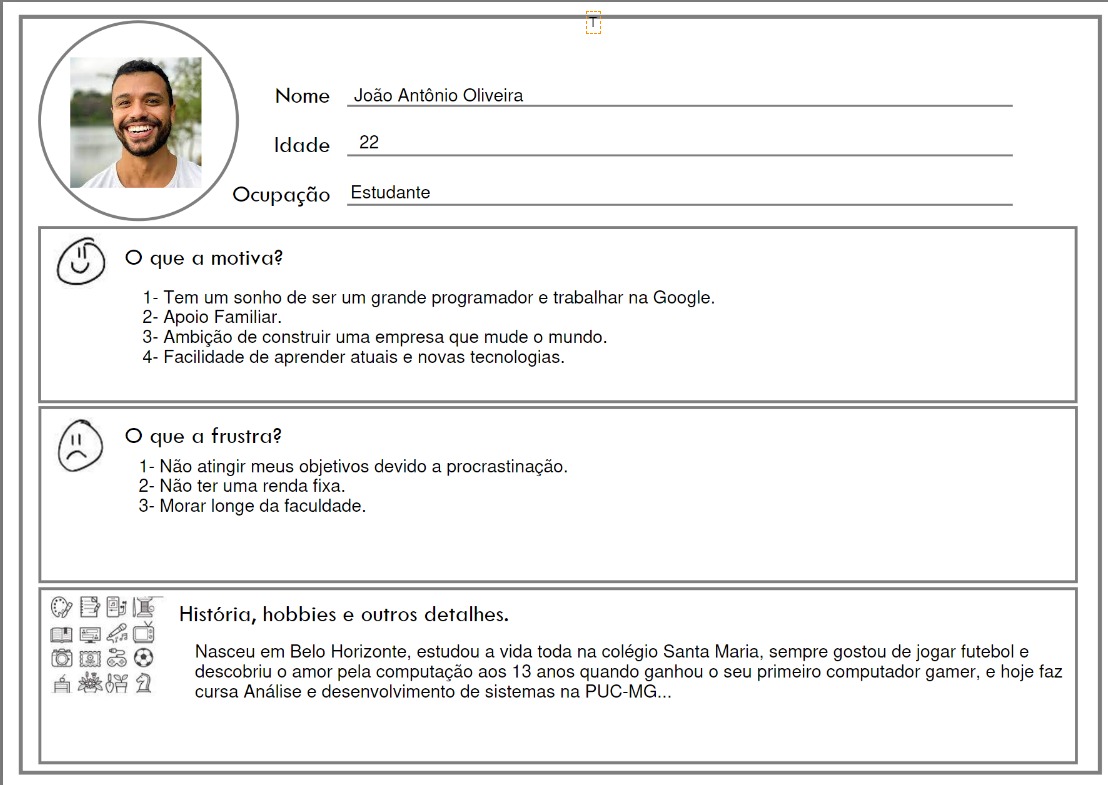 T
Nome João Antônio Oliveira
Idade 22
Ocupação Estudante
O que a motiva?
1- Tem um sonho de ser um grande programador e trabalhar na Google.
2- Apoio Familiar.
3- Ambição de construir uma empresa que mude o mundo.
4- Facilidade de aprender atuais e novas tecnologias.
O que a frustra?
1- Não atingir meus objetivos devido a procrastinação.
2- Não ter uma renda fixa.
3- Morar longe da faculdade.
História, hobbies e outros detalhes.
Nasceu em Belo Horizonte, estudou a vida toda na colégio Santa Maria, sempre gostou de jogar futebol e
descobriu o amor pela computação aos 13 anos quando ganhou o seu primeiro computador gamer, e hoje faz
cursa Análise e desenvolvimento de sistemas na PUC-MG...